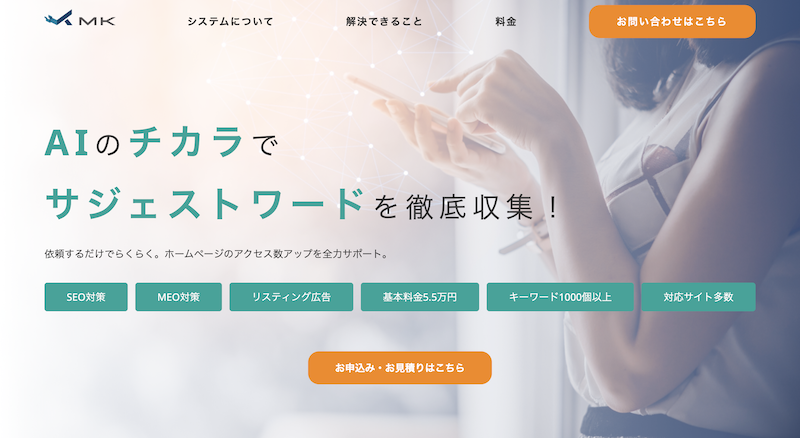 MK
システムについて
解決できること
料金
お問い合わせはこちら
AIのチカラで
サジェストワードを徹底収集！
依頼するだけでらくらく。ホームページのアクセス数アップを全力サポート。
SEO対策
MEO対策
リスティング広告
基本料金5.5万円
キーワード1000個以上
対応サイト多数
お申込み・お見積りはこちら